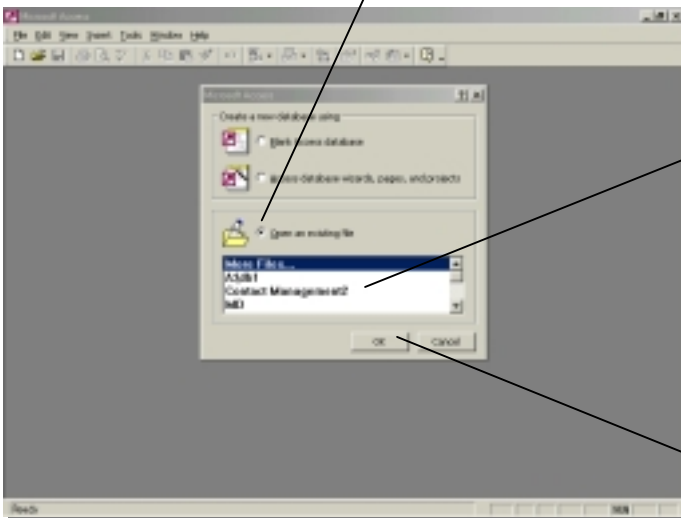 Microsoft Access
File Edit View Insert Tools Window Help
Microsoft Access
Create a new database using
Blank Access database
Access database wizards, pages, and projects
Open an existing file
More Files...
Contact Management2
OK
Cancel
Ready
NUM